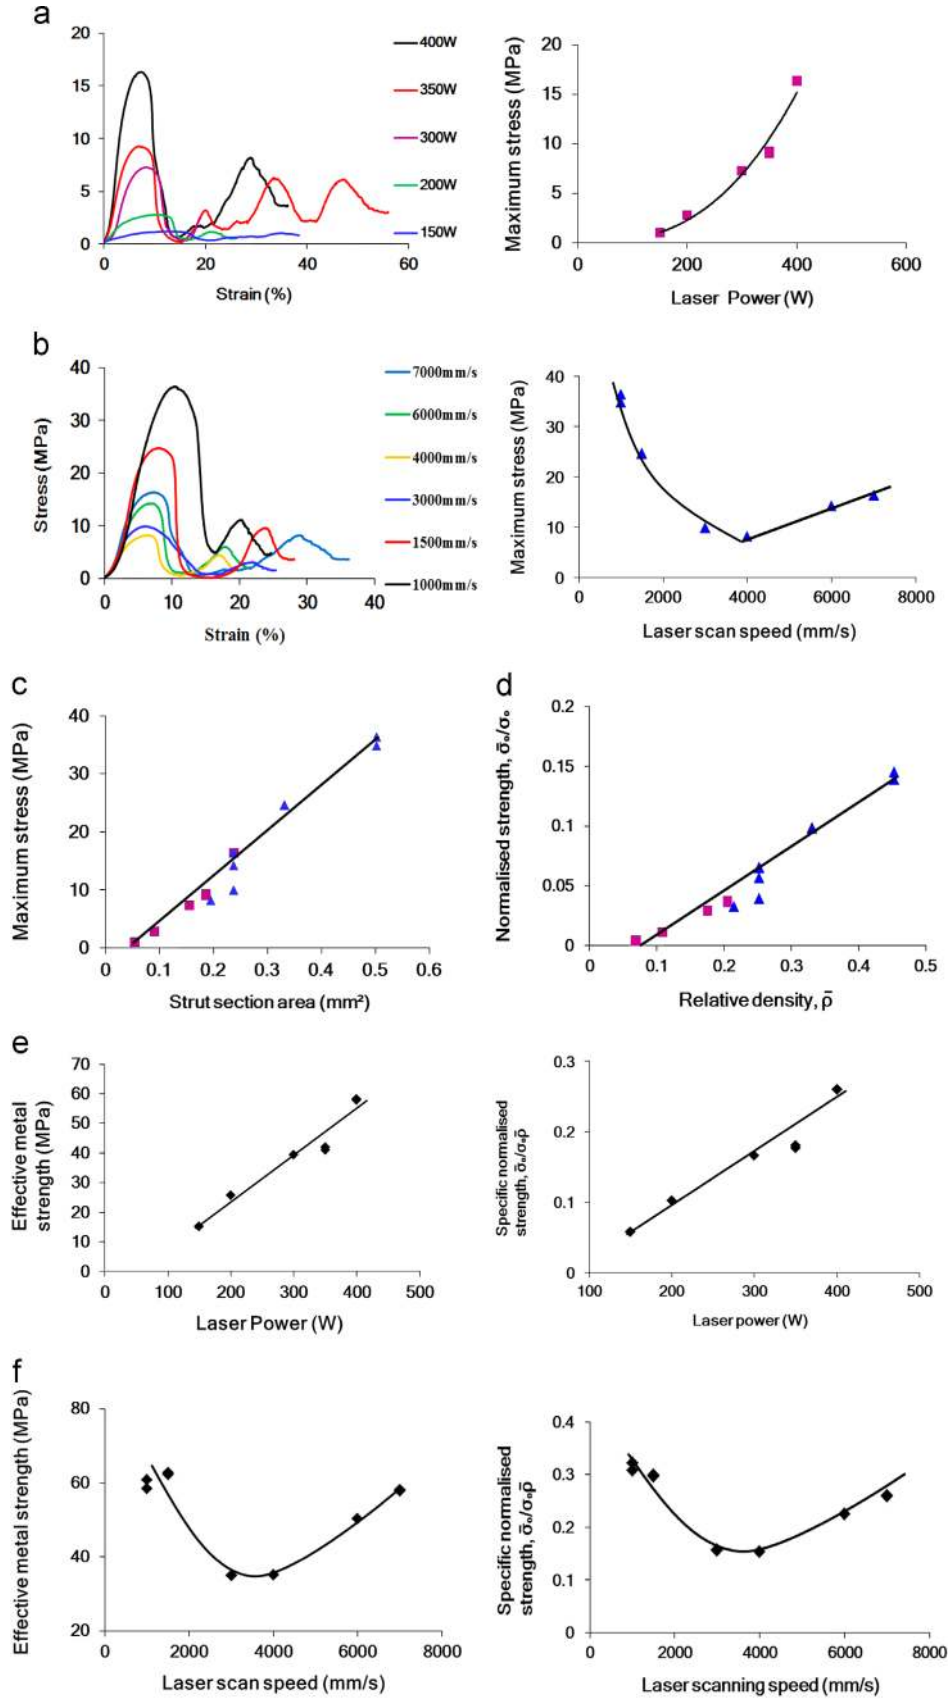 a
20
15
10
5
0
0
20
40
60
Strain (%)
400W
350W
300W
200W
150W
Maximum stress (MPa)
20
15
10
5
0
0
200
400
600
Laser Power (W)
b
Stress (MPa)
40
30
20
10
0
0
10
20
30
40
Strain (%)
7000mm/s
6000mm/s
4000mm/s
3000mm/s
1500mm/s
1000mm/s
Maximum stress (MPa)
40
30
20
10
0
2000
4000
6000
8000
Laser scan speed (mm/s)
c
Maximum stress (MPa)
40
30
20
10
0
0
0.1
0.2
0.3
0.4
0.5
0.6
Strut section area (mm²)
d
Normalised strength, σ̄ₒ/σₒ
0.2
0.15
0.1
0.05
0
0
0.1
0.2
0.3
0.4
0.5
Relative density, ρ̄
e
Effective metal
strength (MPa)
70
60
50
40
30
20
10
0
0
100
200
300
400
500
Laser Power (W)
Specific normalised
strength, σ̄ₒ/σₒρ̄
0.3
0.2
0.1
0
100
200
300
400
500
Laser power (W)
f
Effective metal strength (MPa)
80
60
40
20
0
2000
4000
6000
8000
Laser scan speed (mm/s)
Specific normalised
strength, σ̄ₒ/σₒρ̄
0.4
0.3
0.2
0.1
0
0
2000
4000
6000
8000
Laser scanning speed (mm/s)